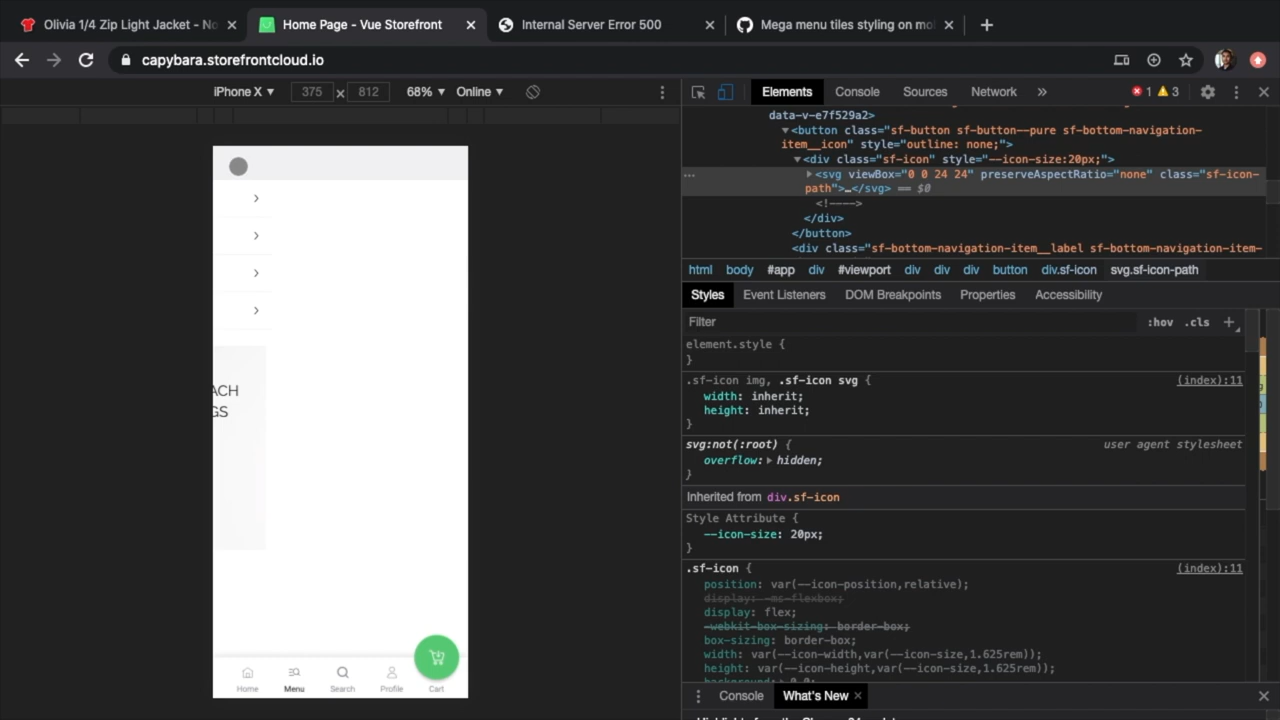 Olivia 1/4 Zip Light Jacket - No
Home Page - Vue Storefront
Internal Server Error 500
Mega menu tiles styling on mo
capybara.storefrontcloud.io
iPhone X ▼ 375 × 812 68% ▼ Online ▼
Elements Console Sources Network » 1 3
data-v-e7f529a2>
▼<button class="sf-button sf-button--pure sf-bottom-navigation-
item__icon" style="outline: none;">
▼<div class="sf-icon" style="--icon-size:20px;">
… ▶<svg viewBox="0 0 24 24" preserveAspectRatio="none" class="sf-icon-
path">…</svg> == $0
<!---->
</div>
</button>
<div class="sf-bottom-navigation-item__label sf-bottom-navigation-item-
html body #app div #viewport div div div button div.sf-icon svg.sf-icon-path
Styles Event Listeners DOM Breakpoints Properties Accessibility
Filter :hov .cls +
element.style {
}
.sf-icon img, .sf-icon svg { (index):11
width: inherit;
height: inherit;
}
svg:not(:root) { user agent stylesheet
overflow:▶ hidden;
}
Inherited from div.sf-icon
Style Attribute {
--icon-size: 20px;
}
.sf-icon { (index):11
position: var(--icon-position,relative);
display: -ms-flexbox;
display: flex;
-webkit-box-sizing: border-box;
box-sizing: border-box;
width: var(--icon-width,var(--icon-size,1.625rem));
height: var(--icon-height,var(--icon-size,1.625rem));
Console What's New ×
ACH
GS
Home Menu Search Profile Cart